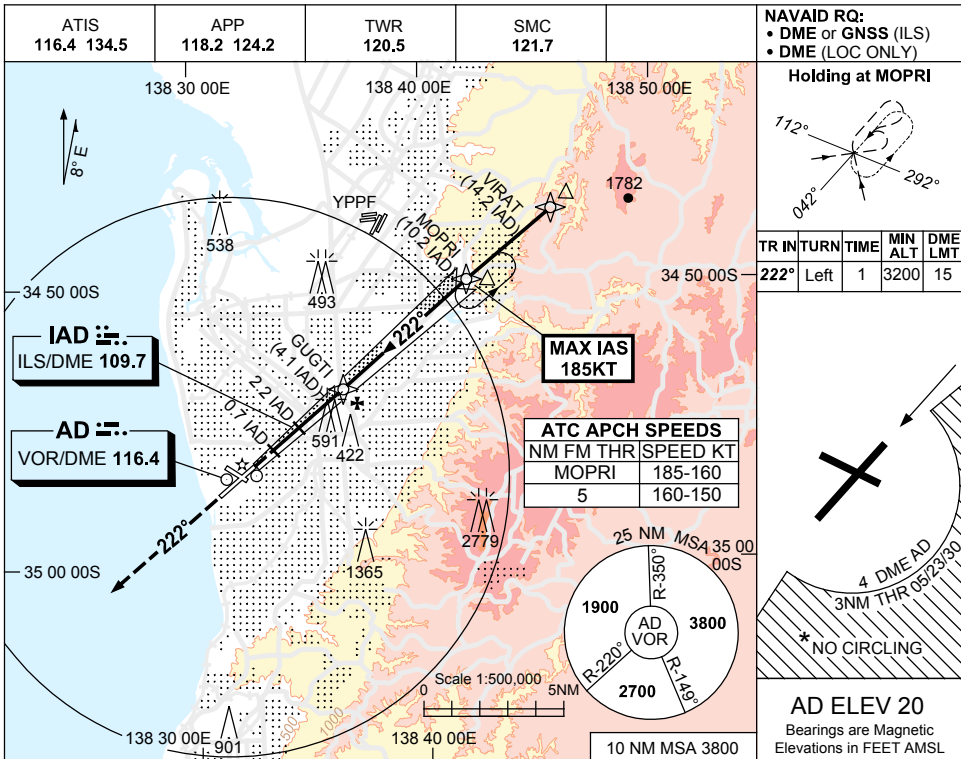 ATIS
116.4 134.5
APP
118.2 124.2
TWR
120.5
SMC
121.7
NAVAID RQ:
• DME or GNSS (ILS)
• DME (LOC ONLY)
138 30 00E
138 40 00E
138 50 00E
8° E
Holding at MOPRI
112°
292°
042°
TR IN TURN TIME MIN ALT DME LMT
222° Left 1 3200 15
VIRAT
(14.2 IAD)
1782
YPPF
MOPRI
(10.2 IAD)
538
493
34 50 00S
34 50 00S
222°
IAD
ILS/DME 109.7
GUGTI
(4.1 IAD)
MAX IAS
185KT
2.2 IAD
0.7 IAD
AD
VOR/DME 116.4
591
422
ATC APCH SPEEDS
NM FM THR SPEED KT
MOPRI 185-160
5 160-150
222°
2779
1365
35 00 00S
25 NM MSA
35 00
00S
R-350°
1900
3800
AD
VOR
R-220°
R-149°
2700
Scale 1:500,000
0
5NM
4 DME AD
3NM THR 05/23/30
* NO CIRCLING
500
1000
901
138 30 00E
138 40 00E
10 NM MSA 3800
AD ELEV 20
Bearings are Magnetic
Elevations in FEET AMSL